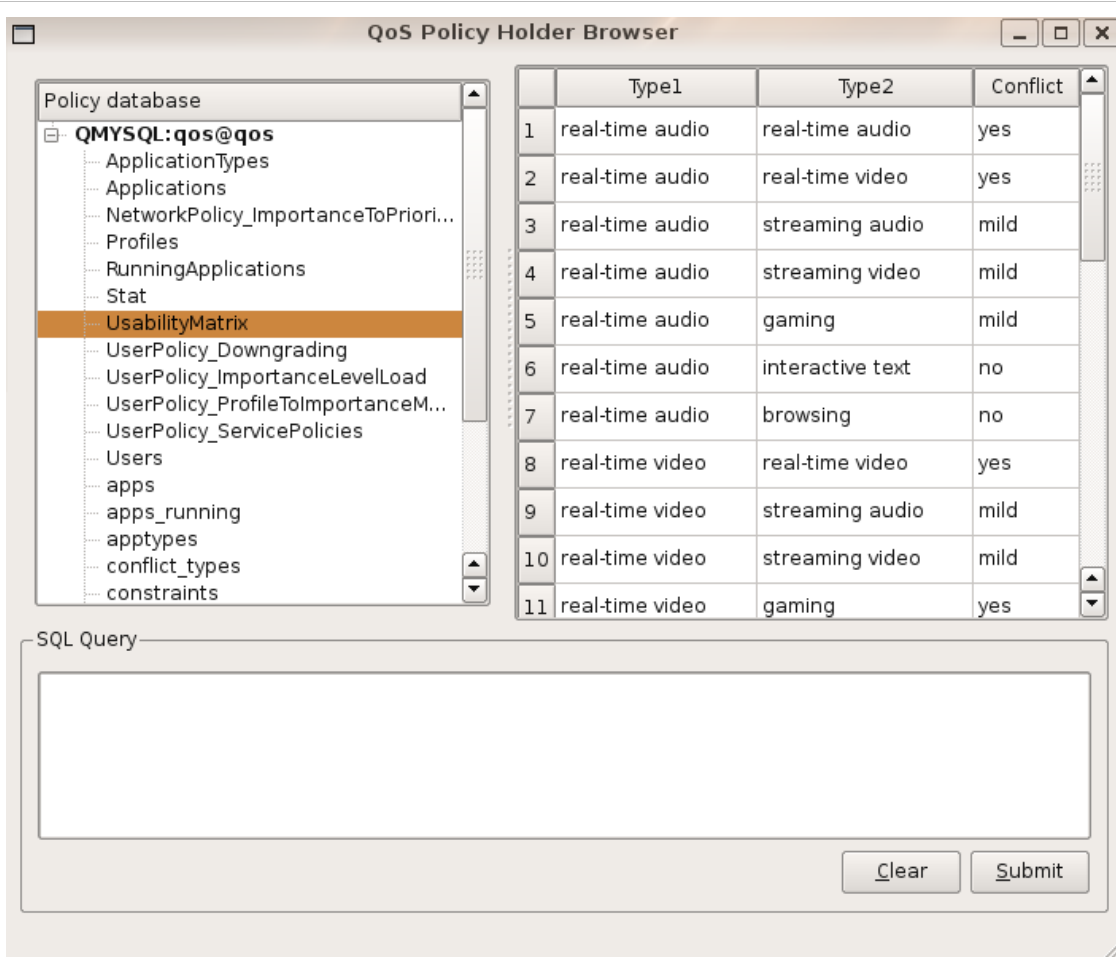 QoS Policy Holder Browser
Policy database
QMYSQL:qos@qos
ApplicationTypes
Applications
NetworkPolicy_ImportanceToPriori...
Profiles
RunningApplications
Stat
UsabilityMatrix
UserPolicy_Downgrading
UserPolicy_ImportanceLevelLoad
UserPolicy_ProfileToImportanceM...
UserPolicy_ServicePolicies
Users
apps
apps_running
apptypes
conflict_types
constraints
Type1 Type2 Conflict
1 real-time audio real-time audio yes
2 real-time audio real-time video yes
3 real-time audio streaming audio mild
4 real-time audio streaming video mild
5 real-time audio gaming mild
6 real-time audio interactive text no
7 real-time audio browsing no
8 real-time video real-time video yes
9 real-time video streaming audio mild
10 real-time video streaming video mild
11 real-time video gaming yes
SQL Query
Clear Submit